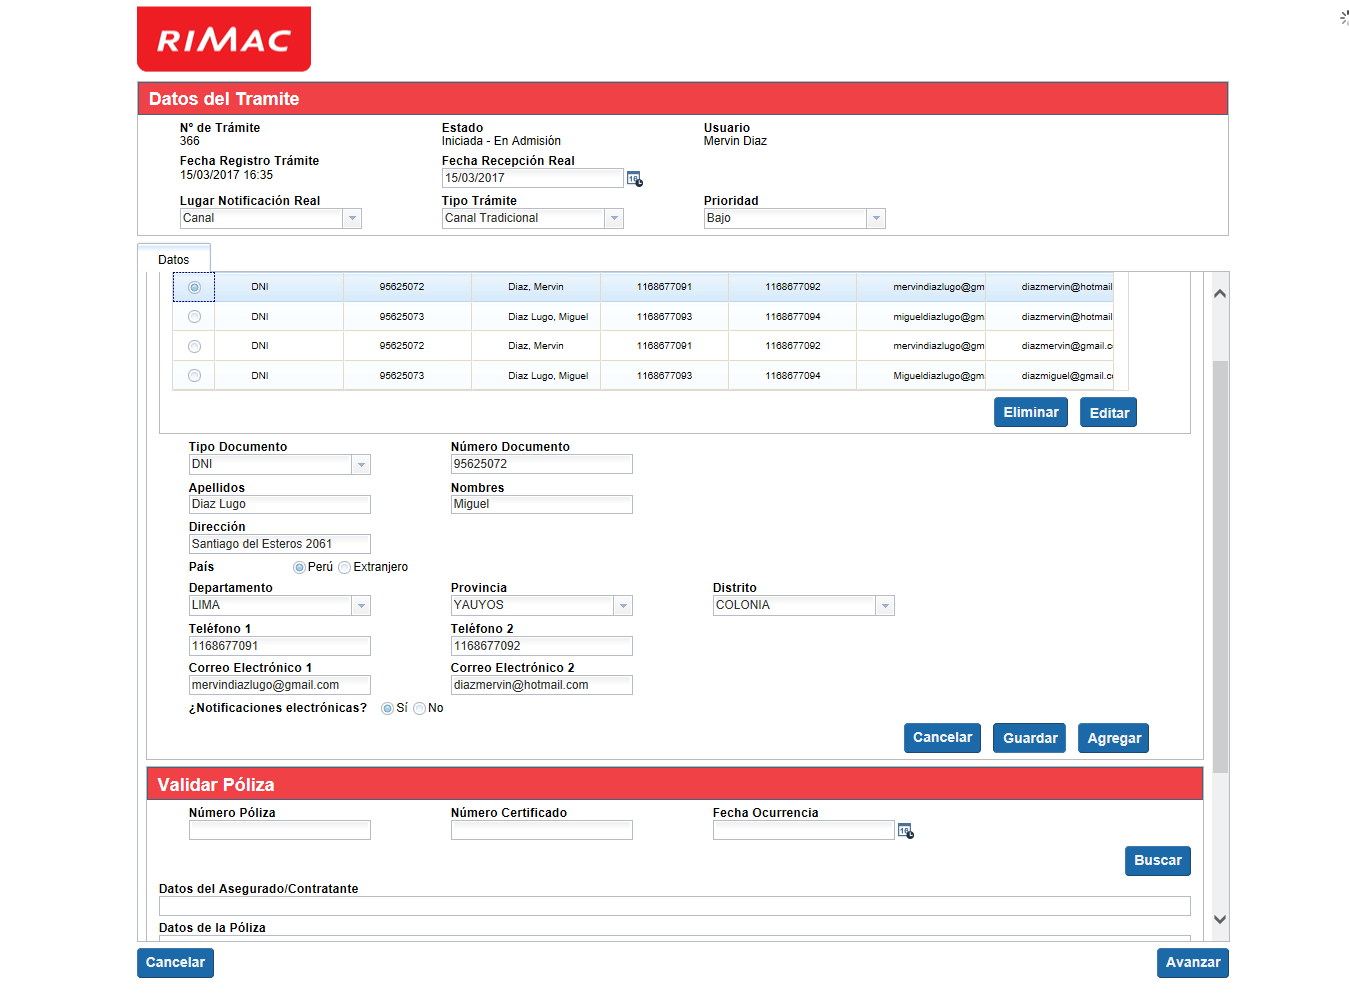 RIMAC
Datos del Tramite
Nº de Trámite Estado Usuario
366 Iniciada - En Admisión Mervin Diaz
Fecha Registro Trámite Fecha Recepción Real
15/03/2017 16:35 15/03/2017
Lugar Notificación Real Tipo Trámite Prioridad
Canal Canal Tradicional Bajo
Datos
DNI 95625072 Diaz, Mervin 1168677091 1168677092 mervindiazlugo@gm diazmervin@hotmail
DNI 95625073 Diaz Lugo, Miguel 1168677093 1168677094 migueldiazlugo@gm diazmervin@hotmail
DNI 95625072 Diaz, Mervin 1168677091 1168677092 mervindiazlugo@gm diazmervin@gmail.c
DNI 95625073 Diaz Lugo, Miguel 1168677093 1168677094 Migueldiazlugo@gm diazmiguel@gmail.c
Eliminar Editar
Tipo Documento Número Documento
DNI 95625072
Apellidos Nombres
Diaz Lugo Miguel
Dirección
Santiago del Esteros 2061
País Perú Extranjero
Departamento Provincia Distrito
LIMA YAUYOS COLONIA
Teléfono 1 Teléfono 2
1168677091 1168677092
Correo Electrónico 1 Correo Electrónico 2
mervindiazlugo@gmail.com diazmervin@hotmail.com
¿Notificaciones electrónicas? Sí No
Cancelar Guardar Agregar
Validar Póliza
Número Póliza Número Certificado Fecha Ocurrencia
16
Buscar
Datos del Asegurado/Contratante
Datos de la Póliza
Cancelar Avanzar